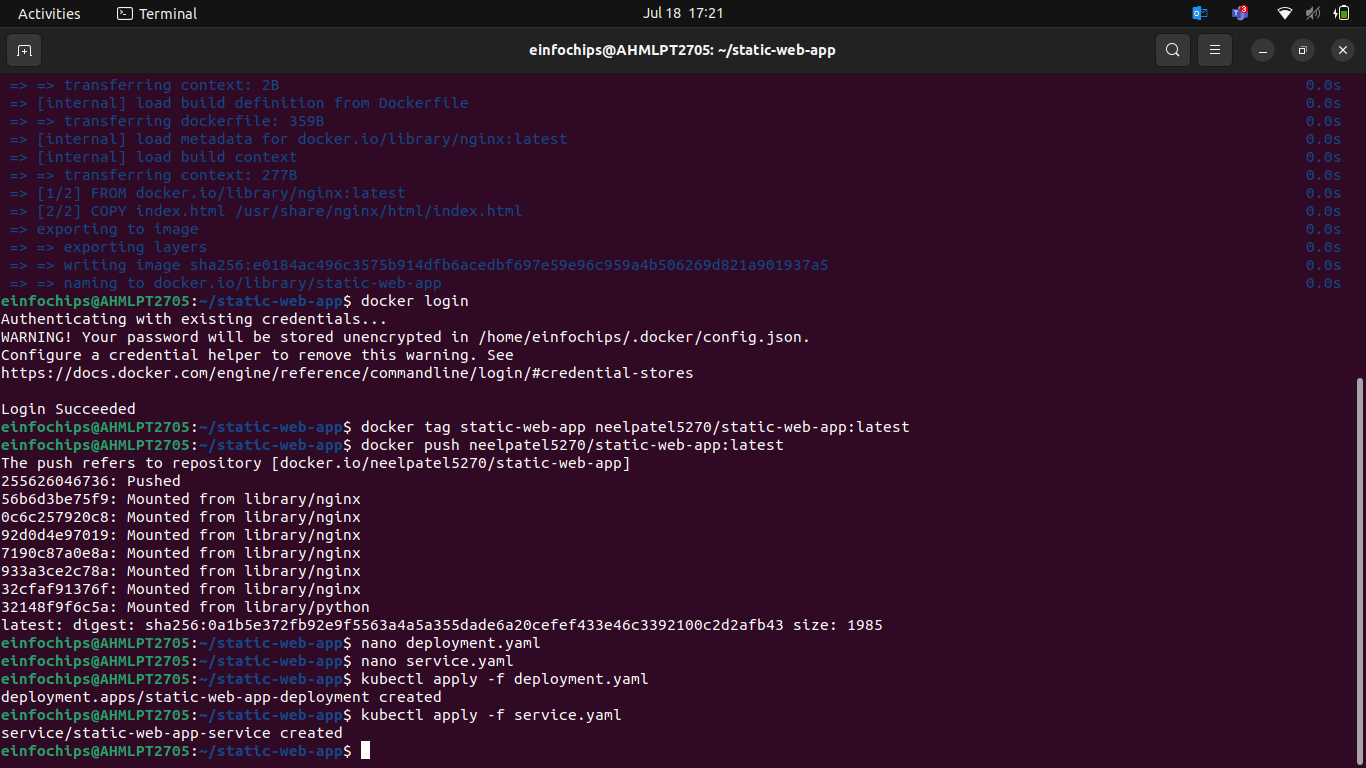 Activities Terminal Jul 18 17:21 3
einfochips@AHMLPT2705: ~/static-web-app
=> => transferring context: 2B 0.0s
=> [internal] load build definition from Dockerfile 0.0s
=> => transferring dockerfile: 359B 0.0s
=> [internal] load metadata for docker.io/library/nginx:latest 0.0s
=> [internal] load build context 0.0s
=> => transferring context: 277B 0.0s
=> [1/2] FROM docker.io/library/nginx:latest 0.0s
=> [2/2] COPY index.html /usr/share/nginx/html/index.html 0.0s
=> exporting to image 0.0s
=> => exporting layers 0.0s
=> => writing image sha256:e0184ac496c3575b914dfb6acedbf697e59e96c959a4b506269d821a901937a5 0.0s
=> => naming to docker.io/library/static-web-app 0.0s
einfochips@AHMLPT2705:~/static-web-app$ docker login
Authenticating with existing credentials...
WARNING! Your password will be stored unencrypted in /home/einfochips/.docker/config.json.
Configure a credential helper to remove this warning. See
https://docs.docker.com/engine/reference/commandline/login/#credential-stores
Login Succeeded
einfochips@AHMLPT2705:~/static-web-app$ docker tag static-web-app neelpatel5270/static-web-app:latest
einfochips@AHMLPT2705:~/static-web-app$ docker push neelpatel5270/static-web-app:latest
The push refers to repository [docker.io/neelpatel5270/static-web-app]
255626046736: Pushed
56b6d3be75f9: Mounted from library/nginx
0c6c257920c8: Mounted from library/nginx
92d0d4e97019: Mounted from library/nginx
7190c87a0e8a: Mounted from library/nginx
933a3ce2c78a: Mounted from library/nginx
32cfaf91376f: Mounted from library/nginx
32148f9f6c5a: Mounted from library/python
latest: digest: sha256:0a1b5e372fb92e9f5563a4a5a355dade6a20cefef433e46c3392100c2d2afb43 size: 1985
einfochips@AHMLPT2705:~/static-web-app$ nano deployment.yaml
einfochips@AHMLPT2705:~/static-web-app$ nano service.yaml
einfochips@AHMLPT2705:~/static-web-app$ kubectl apply -f deployment.yaml
deployment.apps/static-web-app-deployment created
einfochips@AHMLPT2705:~/static-web-app$ kubectl apply -f service.yaml
service/static-web-app-service created
einfochips@AHMLPT2705:~/static-web-app$